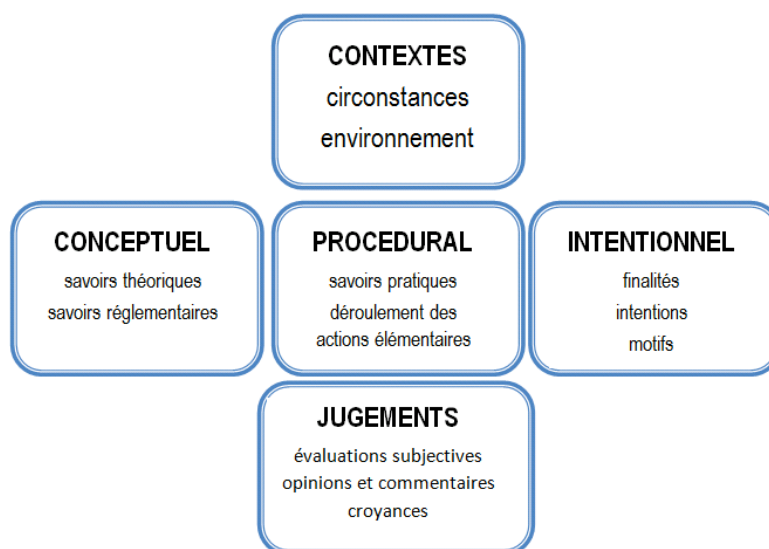 CONTEXTES
circonstances
environnement
CONCEPTUEL
savoirs théoriques
savoirs réglementaires
PROCEDURAL
savoirs pratiques
déroulement des
actions élémentaires
INTENTIONNEL
finalités
intentions
motifs
JUGEMENTS
évaluations subjectives
opinions et commentaires
croyances